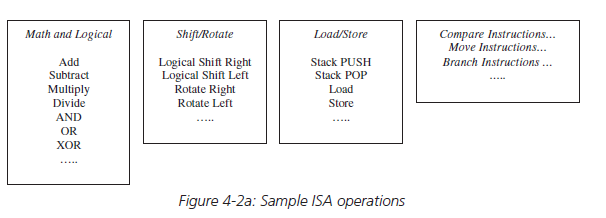 Math and Logical
Add
Subtract
Multiply
Divide
AND
OR
XOR
…..
Shift/Rotate
Logical Shift Right
Logical Shift Left
Rotate Right
Rotate Left
…..
Load/Store
Stack PUSH
Stack POP
Load
Store
…..
Compare Instructions…
Move Instructions…
Branch Instructions …
…..
Figure 4-2a: Sample ISA operations